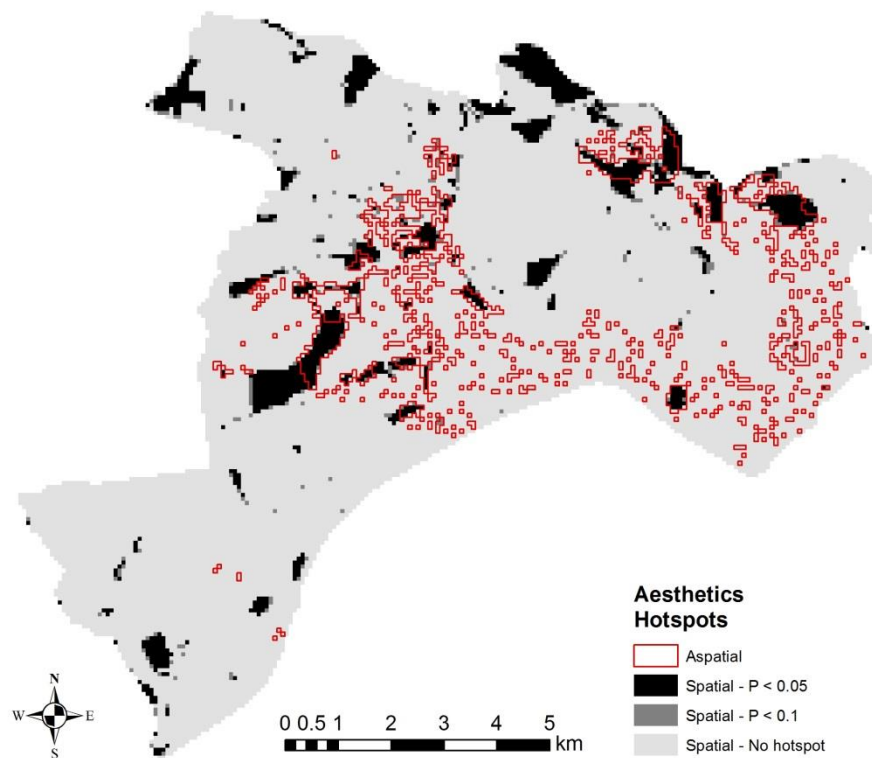 Aesthetics
Hotspots
Aspatial
Spatial - P < 0.05
Spatial - P < 0.1
Spatial - No hotspot
N
W E
S
0 0.5 1 2 3 4 5
km